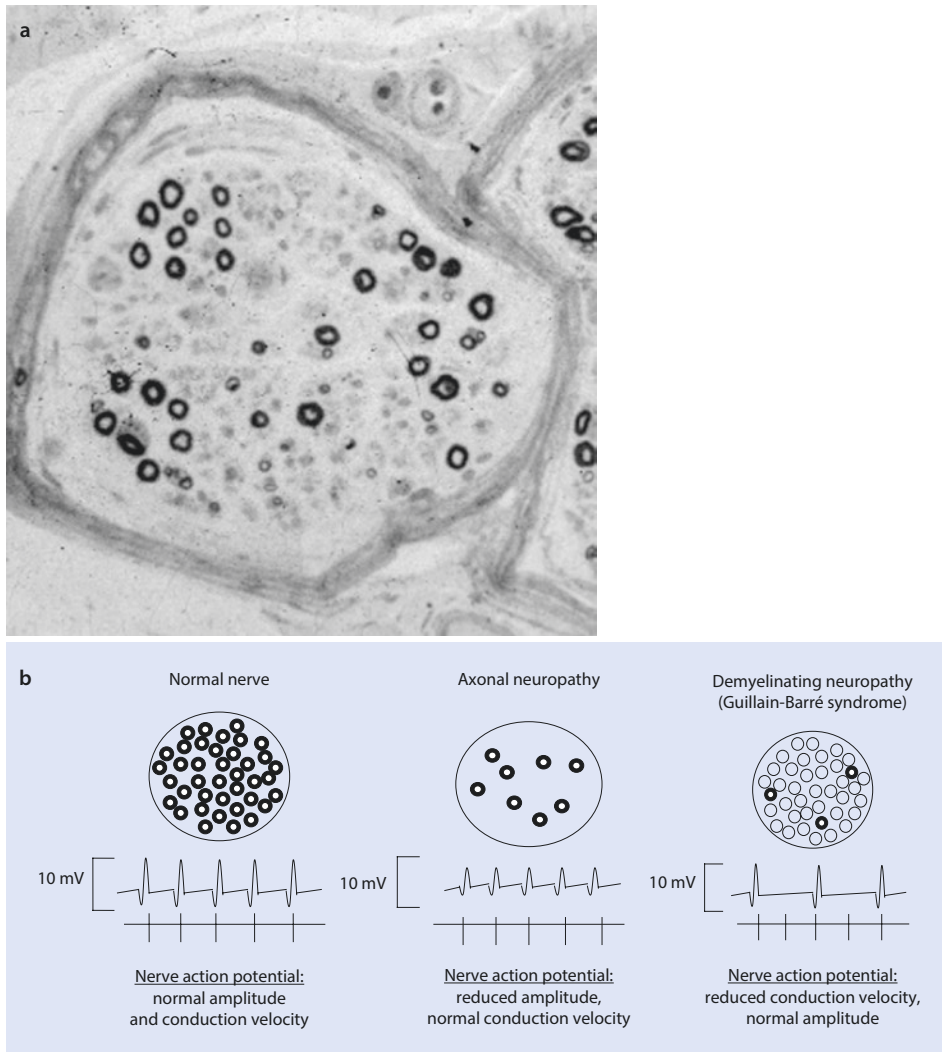 a
b
Normal nerve
Axonal neuropathy
Demyelinating neuropathy
(Guillain-Barré syndrome)
10 mV
10 mV
10 mV
Nerve action potential:
normal amplitude
and conduction velocity
Nerve action potential:
reduced amplitude,
normal conduction velocity
Nerve action potential:
reduced conduction velocity,
normal amplitude